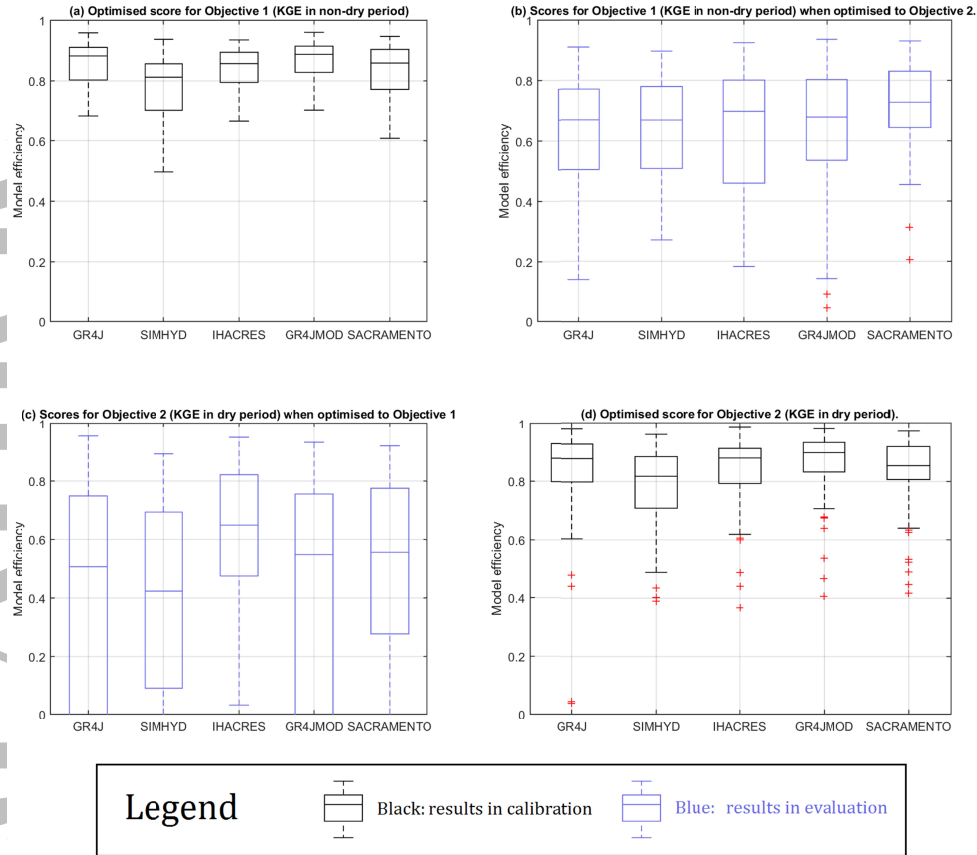 (a) Optimised score for Objective 1 (KGE in non-dry period)
Model efficiency
1
0.8
0.6
0.4
0.2
0
GR4J SIMHYD IHACRES GR4JMOD SACRAMENTO
(b) Scores for Objective 1 (KGE in non-dry period) when optimised to Objective 2.
Model efficiency
1
0.8
0.6
0.4
0.2
0
GR4J SIMHYD IHACRES GR4JMOD SACRAMENTO
(c) Scores for Objective 2 (KGE in dry period) when optimised to Objective 1
Model efficiency
1
0.8
0.6
0.4
0.2
0
GR4J SIMHYD IHACRES GR4JMOD SACRAMENTO
(d) Optimised score for Objective 2 (KGE in dry period).
Model efficiency
1
0.8
0.6
0.4
0.2
0
GR4J SIMHYD IHACRES GR4JMOD SACRAMENTO
Legend
Black: results in calibration
Blue: results in evaluation